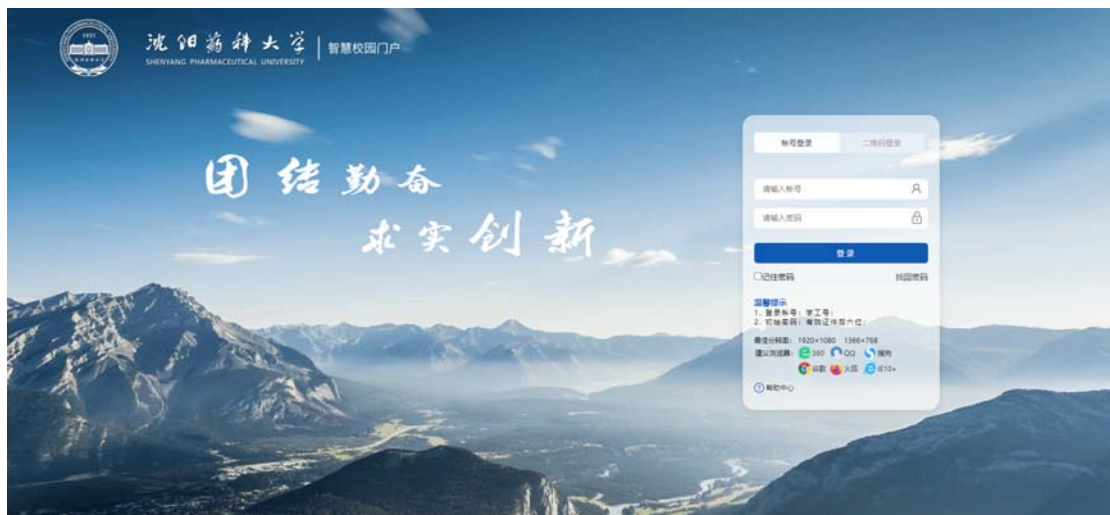 1931
沈阳药科大学
SHENYANG PHARMACEUTICAL UNIVERSITY
智慧校园门户
团结勤奋
求实创新
帐号登录 二维码登录
请输入帐号
请输入密码
登录
记住密码 找回密码
温馨提示
1、登录帐号:学工号;
2、初始密码:有效证件后六位;
最佳分辨率: 1920*1080 1366*768
建议浏览器: 360 QQ 搜狗
谷歌 火狐 IE10+
帮助中心